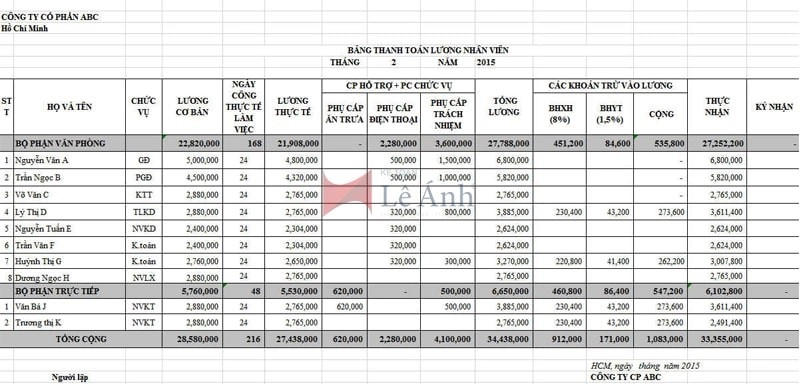 CÔNG TY CỔ PHẦN ABC
Hồ Chí Minh
BẢNG THANH TOÁN LƯƠNG NHÂN VIÊN
THÁNG 2 NĂM 2015
STT HỌ VÀ TÊN CHỨC VỤ LƯƠNG CƠ BẢN NGÀY CÔNG THỰC TẾ LÀM VIỆC LƯƠNG THỰC TẾ CP HỖ TRỢ + PC CHỨC VỤ TỔNG LƯƠNG CÁC KHOẢN TRỪ VÀO LƯƠNG THỰC NHẬN KÝ NHẬN
PHỤ CẤP ĂN TRƯA PHỤ CẤP ĐIỆN THOẠI PHỤ CẤP TRÁCH NHIỆM BHXH (8%) BHYT (1,5%) CỘNG
BỘ PHẬN VĂN PHÒNG 22,820,000 168 21,908,000 - 2,280,000 3,600,000 27,788,000 451,200 84,600 535,800 27,252,200 -
1 Nguyễn Văn A GĐ 5,000,000 24 4,800,000 500,000 1,500,000 6,800,000 - 6,800,000
2 Trần Ngọc B PGĐ 4,500,000 24 4,320,000 500,000 1,000,000 5,820,000 - 5,820,000
3 Võ Văn C KTT 2,880,000 24 2,765,000 2,765,000 - 2,765,000
4 Lý Thị D TLKD 2,880,000 24 2,765,000 320,000 800,000 3,885,000 230,400 43,200 273,600 3,611,400
5 Nguyễn Tuấn E NVKD 2,400,000 24 2,304,000 320,000 2,624,000 - 2,624,000
6 Trần Văn F K.toán 2,400,000 24 2,304,000 320,000 2,624,000 - 2,624,000
7 Huỳnh Thị G K.toán 2,760,000 24 2,650,000 320,000 300,000 3,270,000 220,800 41,400 262,200 3,007,800
8 Dương Ngọc H NVLX 2,880,000 24 2,765,000 2,765,000 2,765,000
BỘ PHẬN TRỰC TIẾP 5,760,000 48 5,530,000 620,000 - 500,000 6,650,000 460,800 86,400 547,200 6,102,800 -
1 Văn Bá J NVKT 2,880,000 24 2,765,000 620,000 500,000 3,885,000 230,400 43,200 273,600 3,611,400
2 Trương thị K NVKT 2,880,000 24 2,765,000 2,765,000 230,400 43,200 273,600 2,491,400
TỔNG CỘNG 28,580,000 216 27,438,000 620,000 2,280,000 4,100,000 34,438,000 912,000 171,000 1,083,000 33,355,000 -
HCM, ngày tháng năm 2015
Người lập CÔNG TY CP ABC
Lê Ánh